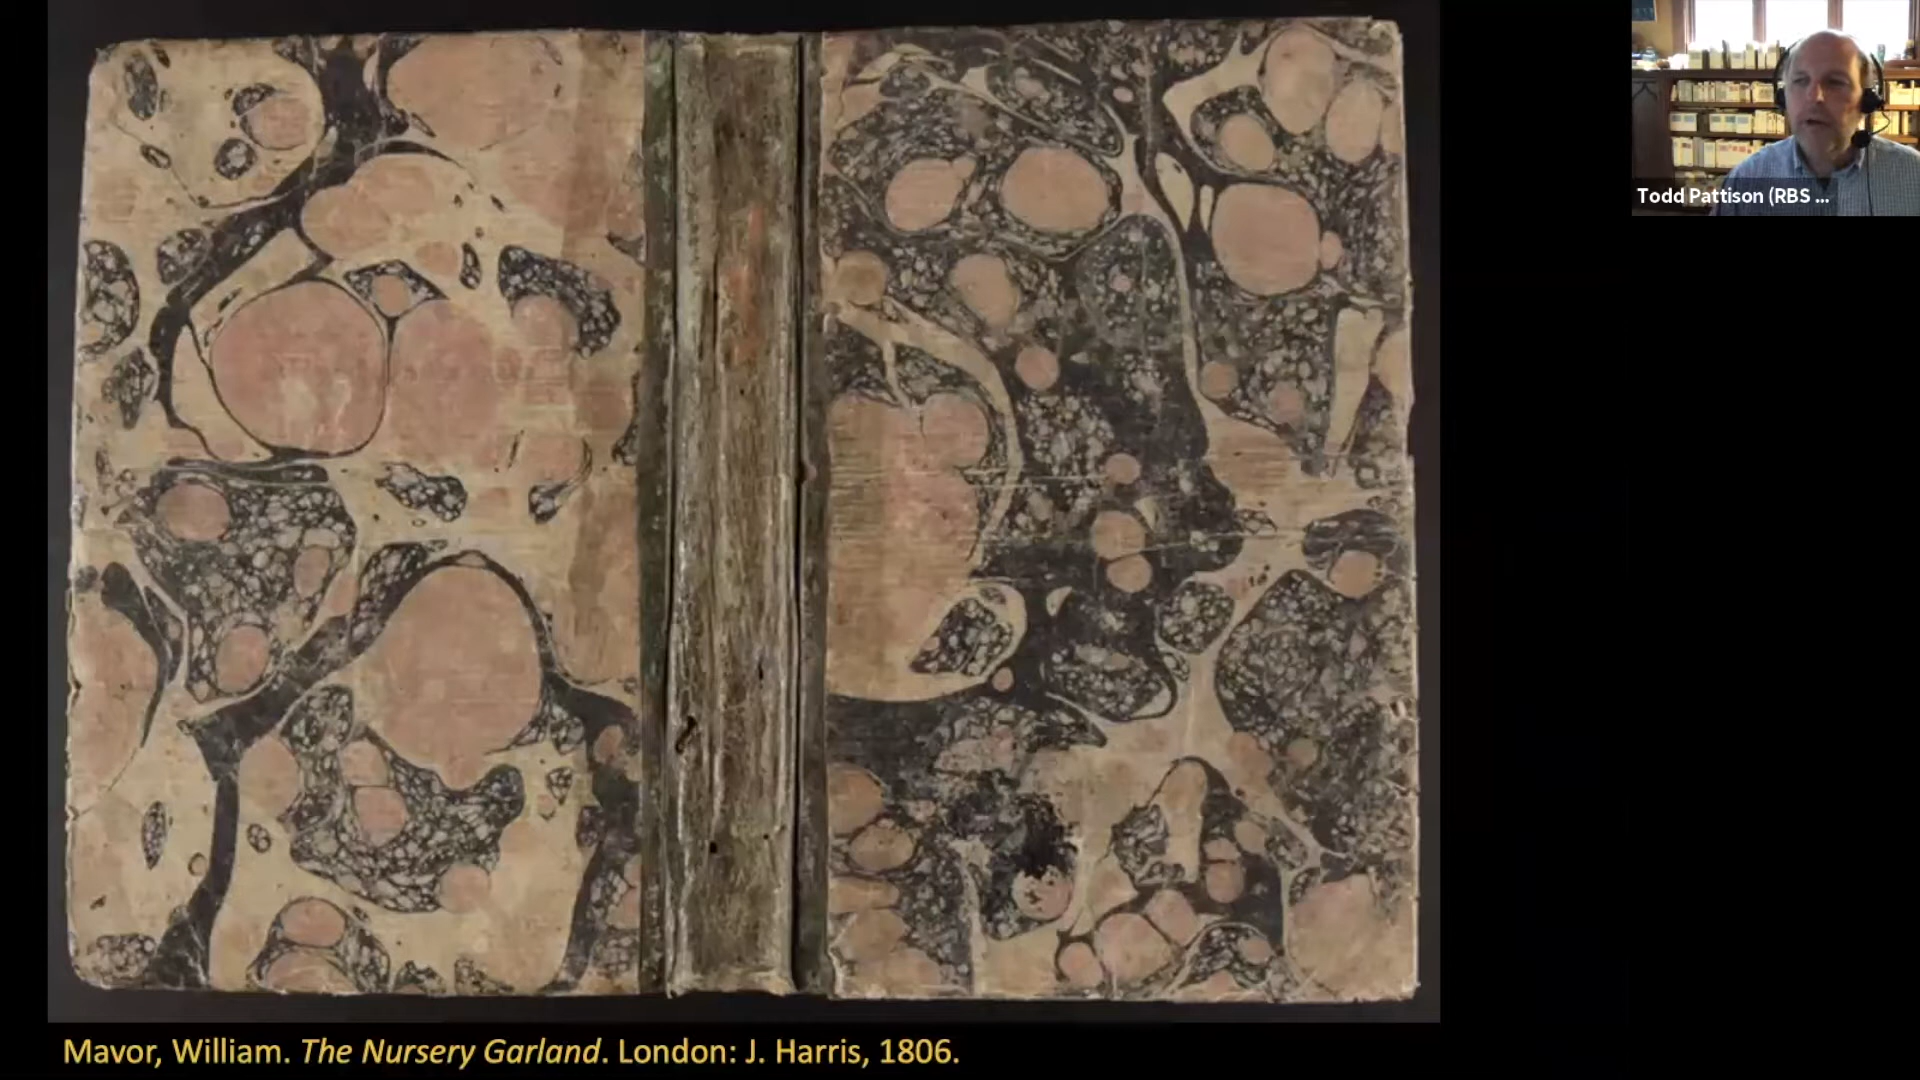 Todd Pattison (RBS ...
Mavor, William. The Nursery Garland. London: J. Harris, 1806.